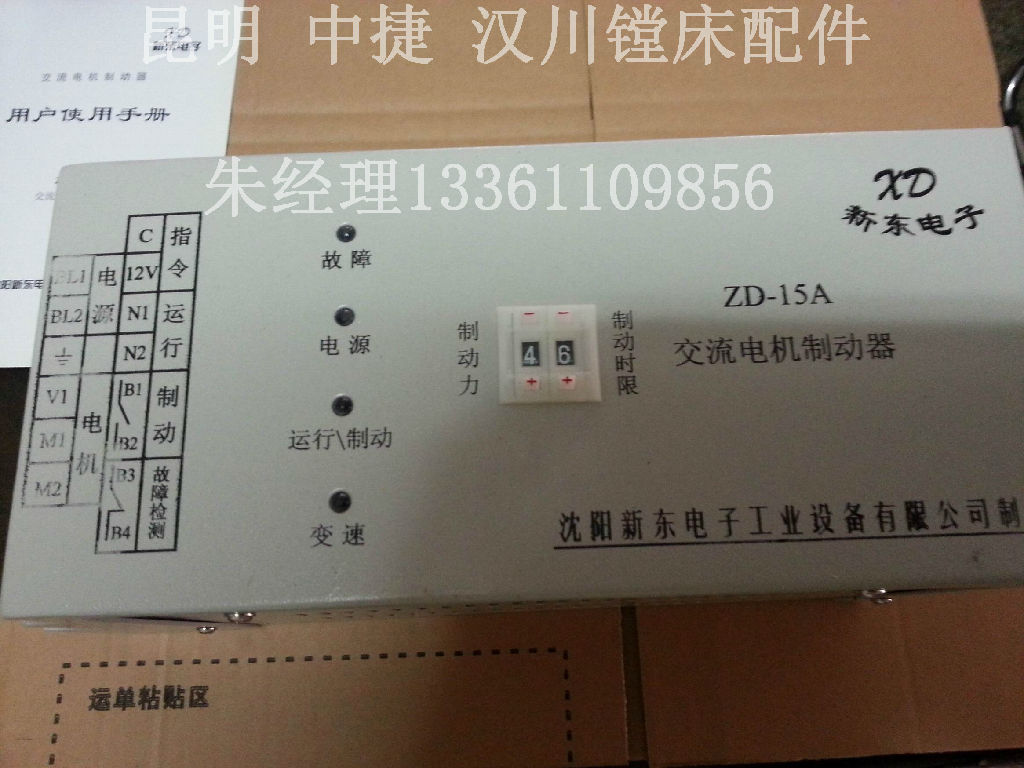 昆明 中捷 汉川镗床配件
XD
新东电子
交流电机制动器
用户使用手册
朱经理13361109856
XD
新东电子
C
指令
12V
BL1
电源
BL2
N1
运行
N2
V1
电机
M1
M2
B1
制动
B2
B3
故障检测
B4
故障
电源
运行\制动
变速
制动力
4 6
制动时限
- -
+ +
ZD-15A
交流电机制动器
沈阳新东电子工业设备有限公司制
运单粘贴区